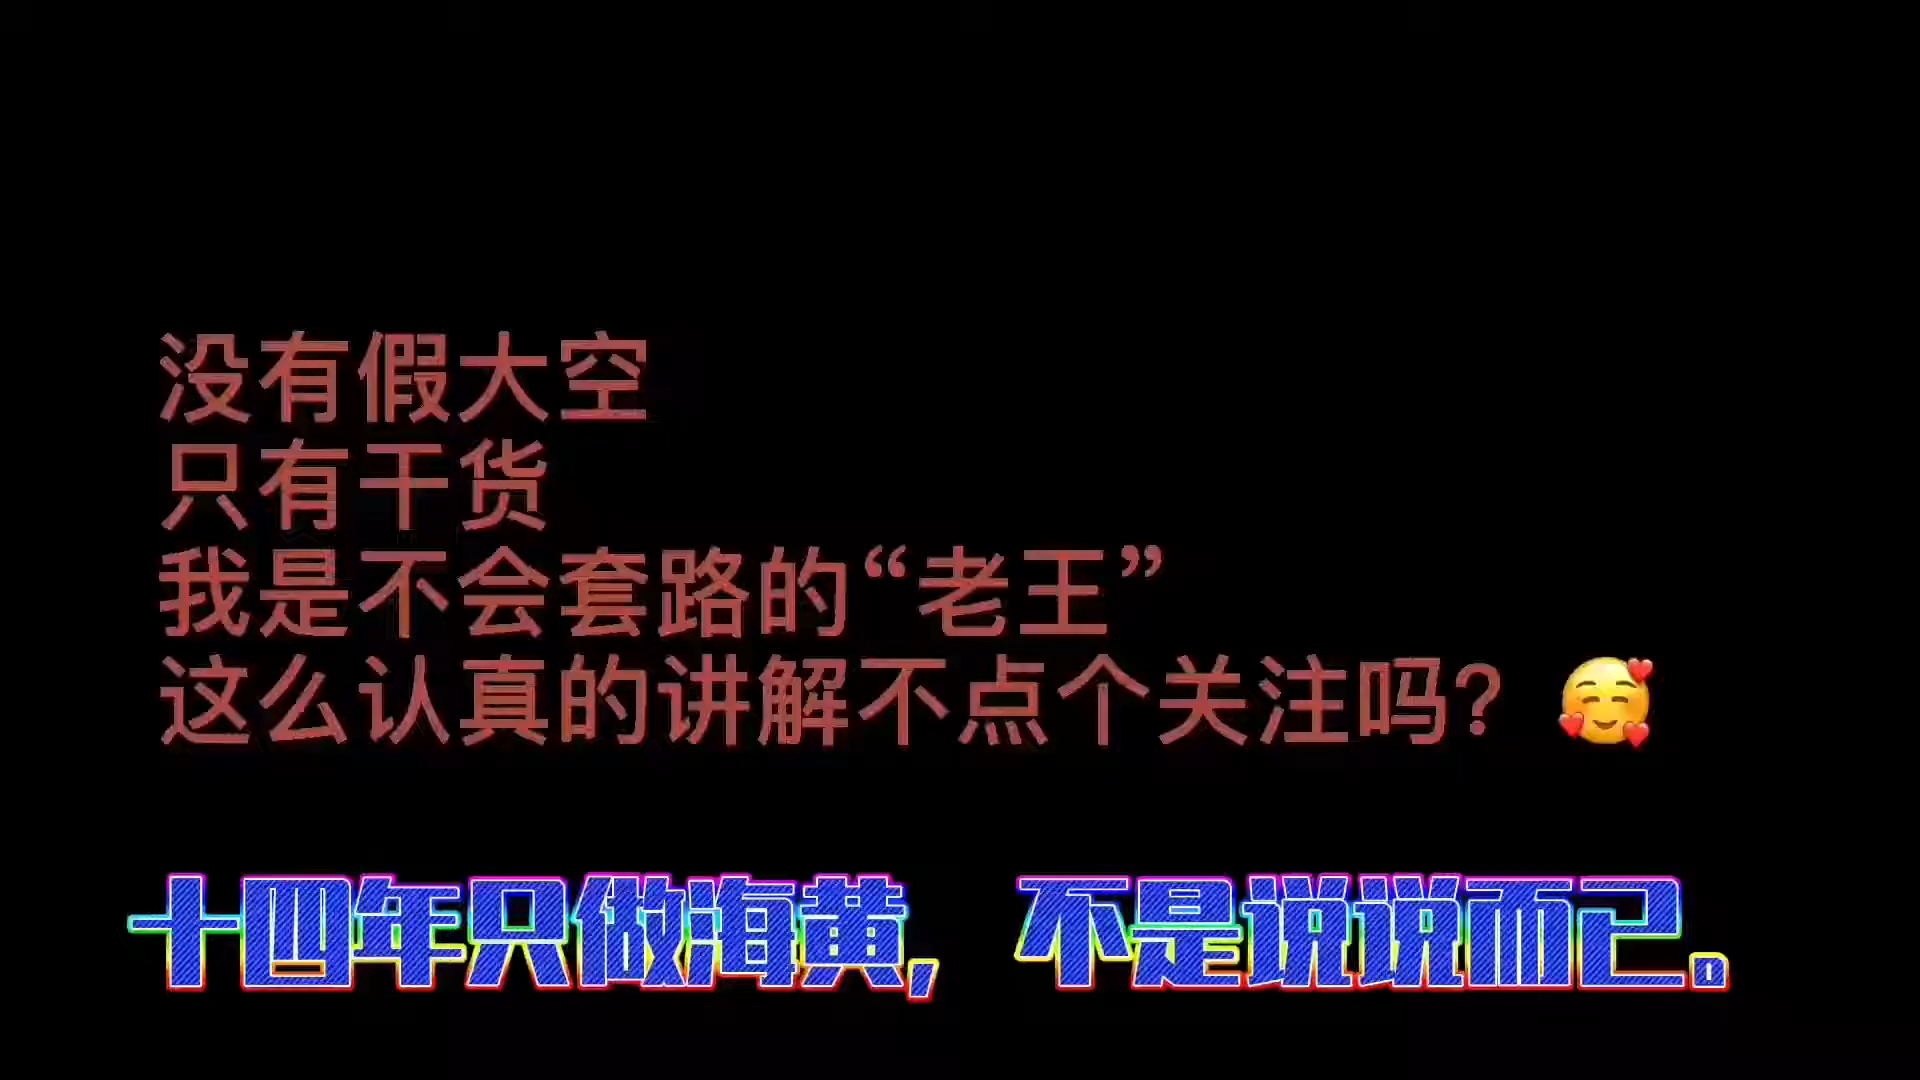 没有假大空
只有干货
我是不会套路的“老王”
这么认真的讲解不点个关注吗？🥰
十四年只做海黄，不是说说而已。